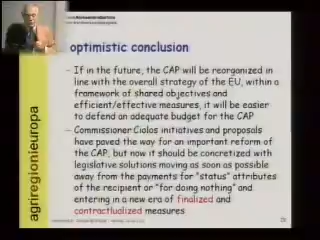 optimistic conclusion
– If in the future, the CAP will be reorganized in
line with the overall strategy of the EU, within a
framework of shared objectives and
efficient/effective measures, it will be easier
to defend an adequate budget for the CAP
– Commissioner Ciolos initiatives and proposals
have paved the way for an important reform of
the CAP, but now it should be concretized with
legislative solutions moving as soon as possible
away from the payments for "status" attributes
of the recipient or "for doing nothing" and
entering in a new era of finalized and
contractualized measures
agriregionieuropa